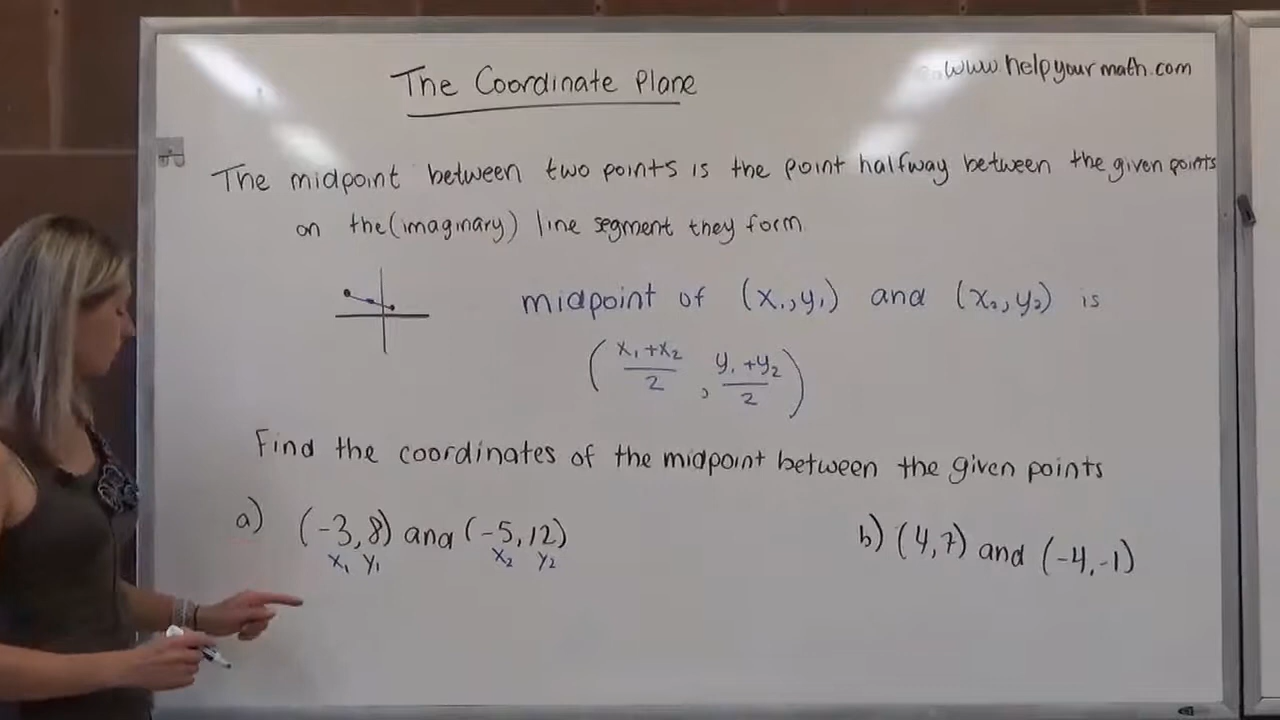 The Coordinate Plane
www.helpyourmath.com
The midpoint between two points is the point halfway between the given points
on the (imaginary) line segment they form
midpoint of (x₁,y₁) and (x₂,y₂) is
(x₁+x₂/2, y₁+y₂/2)
Find the coordinates of the midpoint between the given points
a) (-3,8) and (-5,12)
x₁ y₁ x₂ y₂
b) (4,7) and (-4,-1)